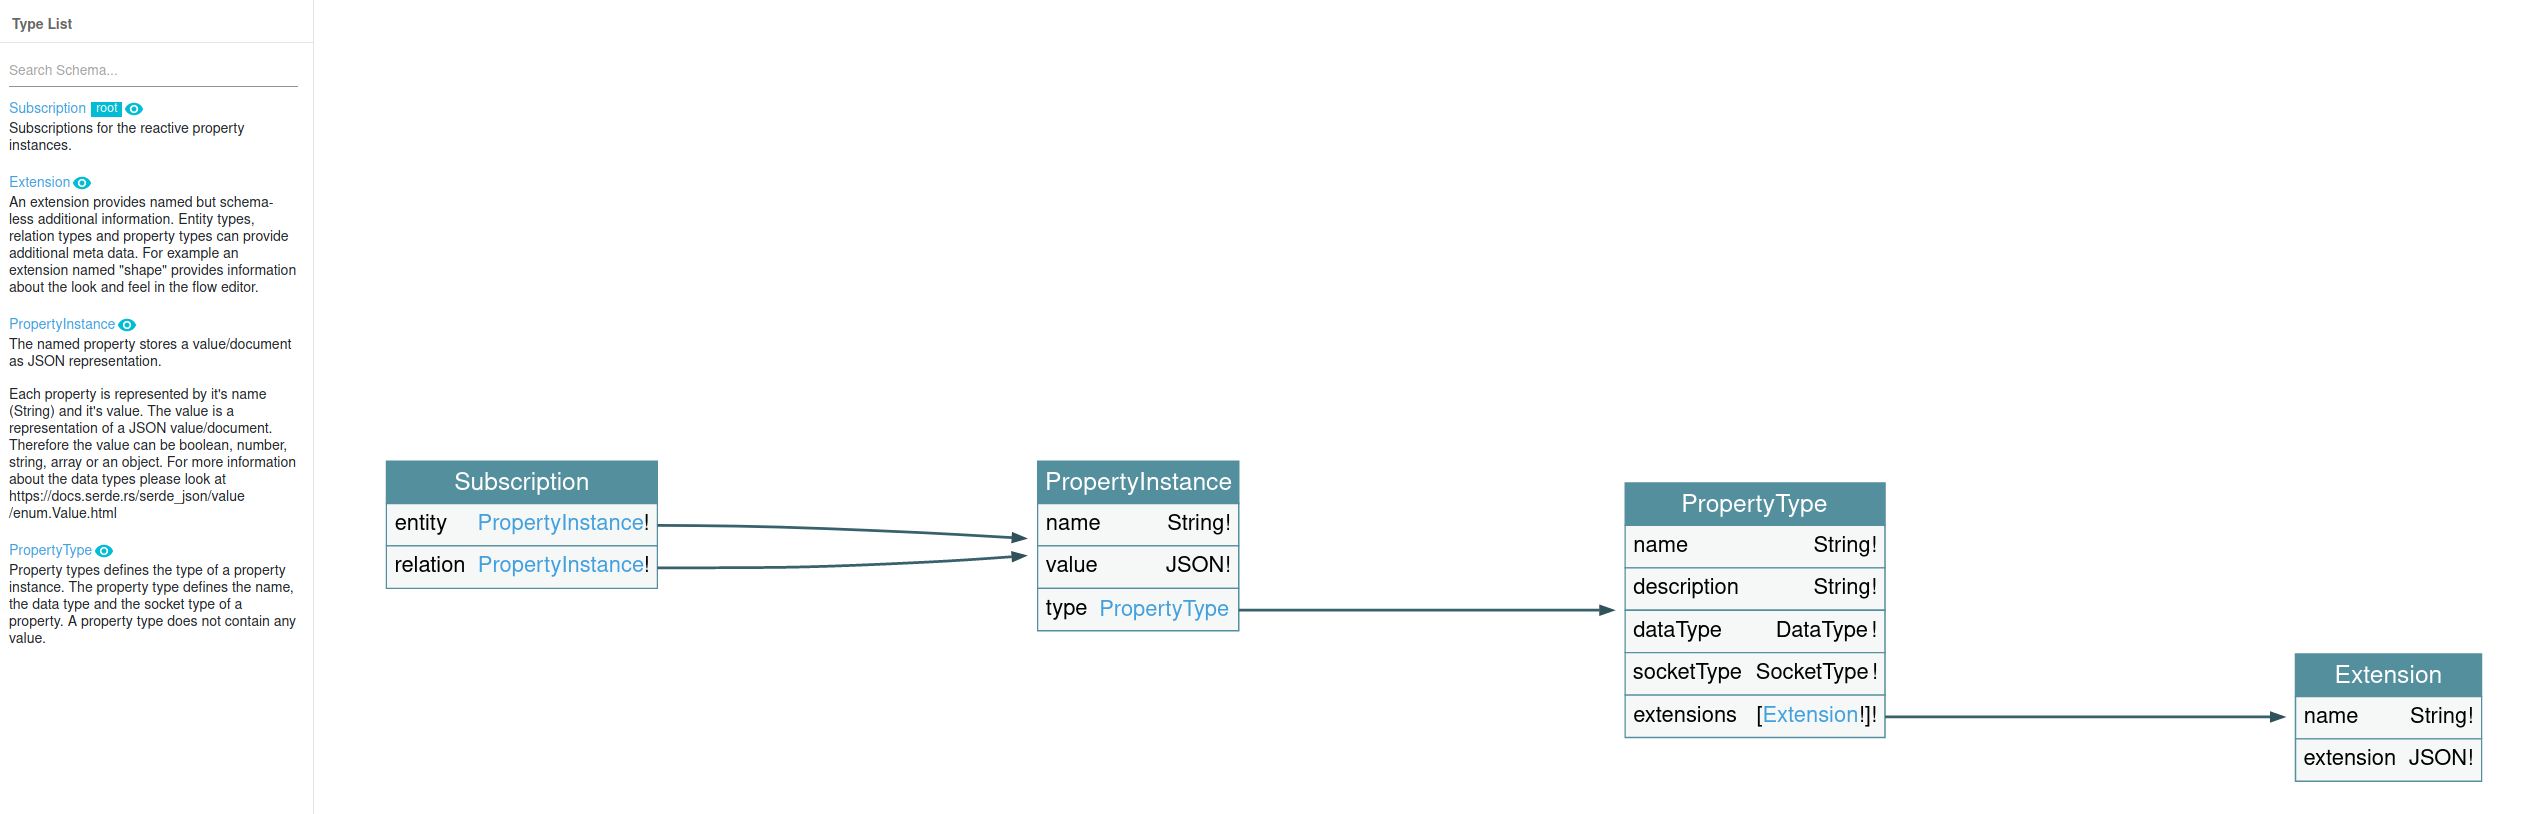 Type List
Search Schema...
Subscription root
Subscriptions for the reactive property
instances.
Extension
An extension provides named but schema-
less additional information. Entity types,
relation types and property types can provide
additional meta data. For example an
extension named "shape" provides information
about the look and feel in the flow editor.
PropertyInstance
The named property stores a value/document
as JSON representation.
Each property is represented by it's name
(String) and it's value. The value is a
representation of a JSON value/document.
Therefore the value can be boolean, number,
string, array or an object. For more information
about the data types please look at
https://docs.serde.rs/serde_json/value
/enum.Value.html
PropertyType
Property types defines the type of a property
instance. The property type defines the name,
the data type and the socket type of a
property. A property type does not contain any
value.
Subscription
entity PropertyInstance!
relation PropertyInstance!
PropertyInstance
name String!
value JSON!
type PropertyType
PropertyType
name String!
description String!
dataType DataType!
socketType SocketType!
extensions [Extension!]!
Extension
name String!
extension JSON!